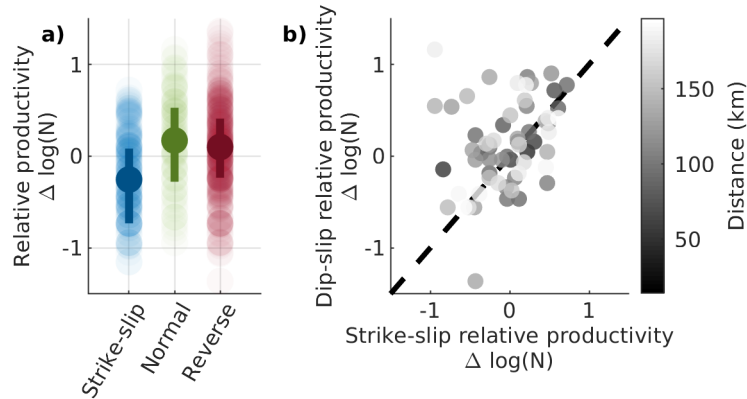 a)
Relative productivity
Δ log(N)
1
0
-1
Strike-slip
Normal
Reverse
b)
Dip-slip relative productivity
Δ log(N)
1
0
-1
-1 0 1
Strike-slip relative productivity
Δ log(N)
150
100
50
Distance (km)